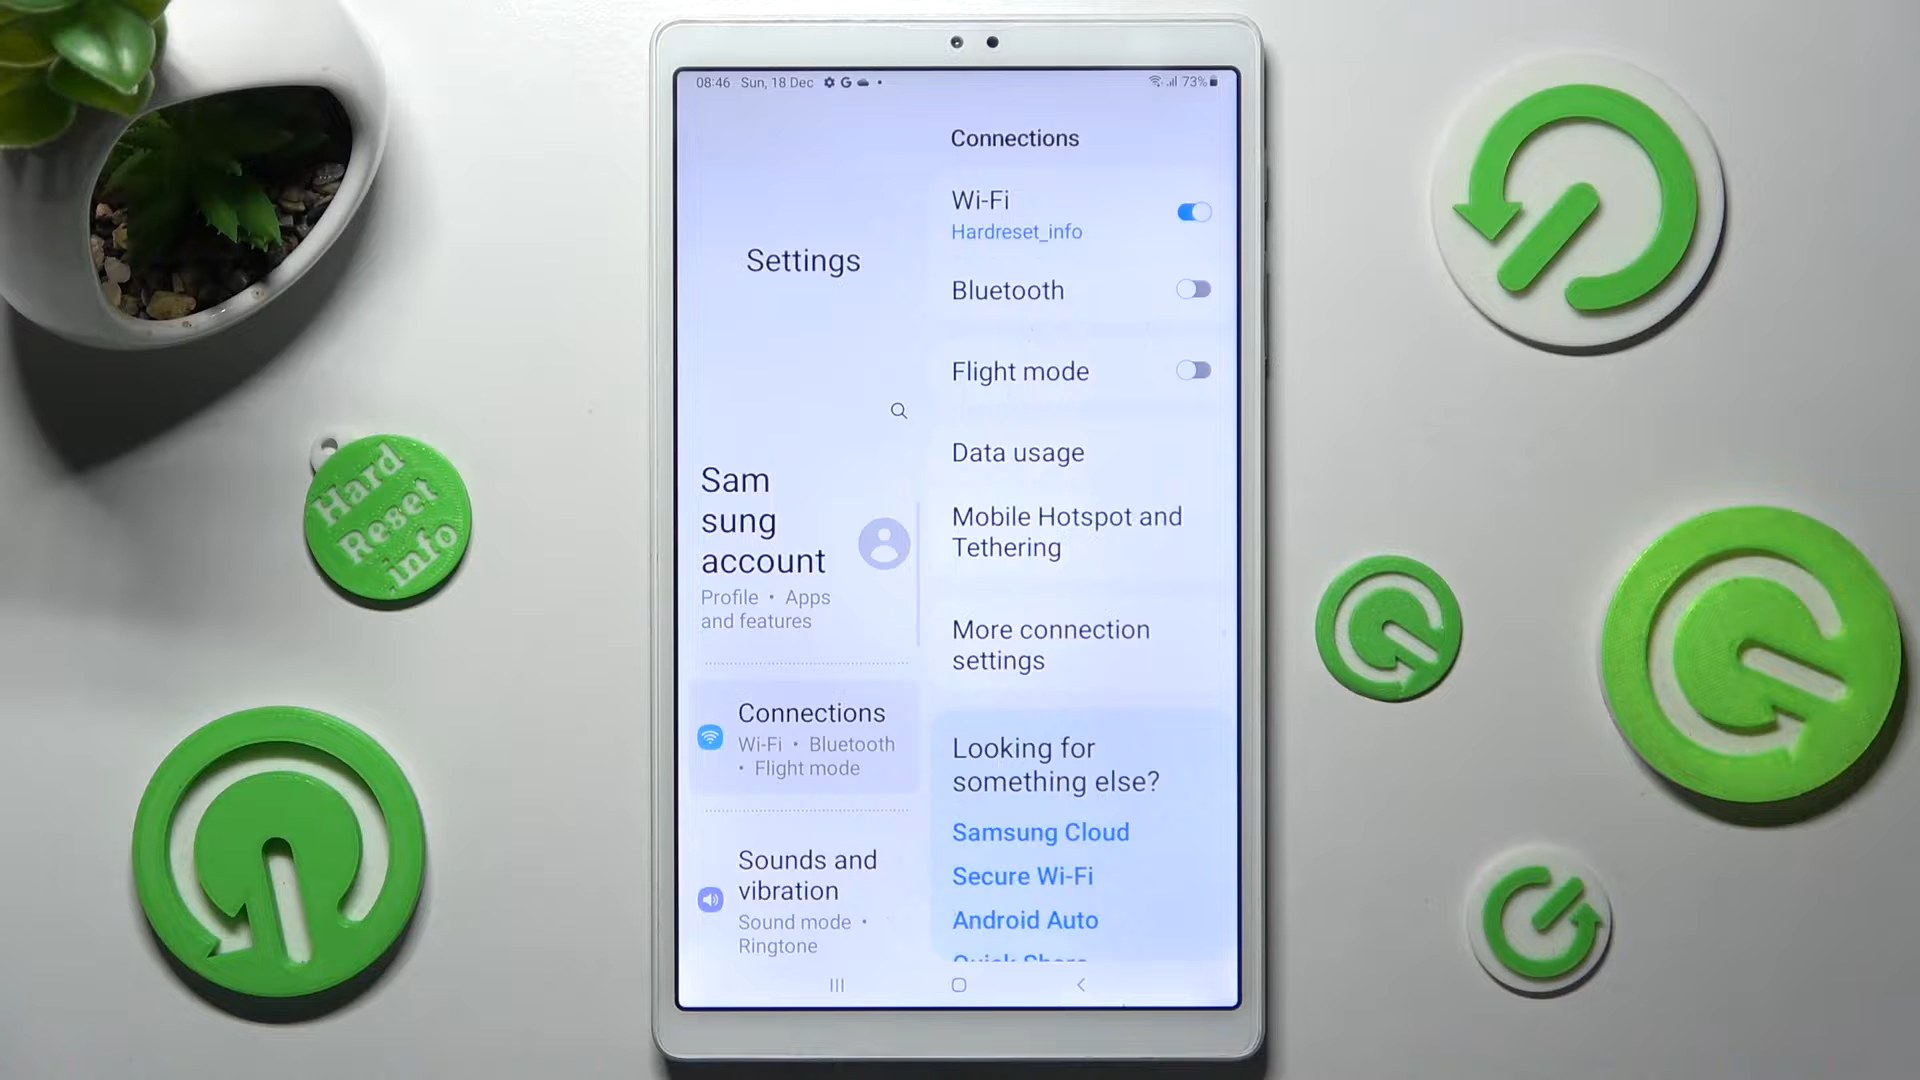 08:46 Sun, 18 Dec
73%
Settings
Sam
sung
account
Profile • Apps
and features
Connections
Wi-Fi • Bluetooth
• Flight mode
Sounds and
vibration
Sound mode •
Ringtone
Connections
Wi-Fi
Hardreset_info
Bluetooth
Flight mode
Data usage
Mobile Hotspot and
Tethering
More connection
settings
Looking for
something else?
Samsung Cloud
Secure Wi-Fi
Android Auto
Quick Share
Hard
Reset
info